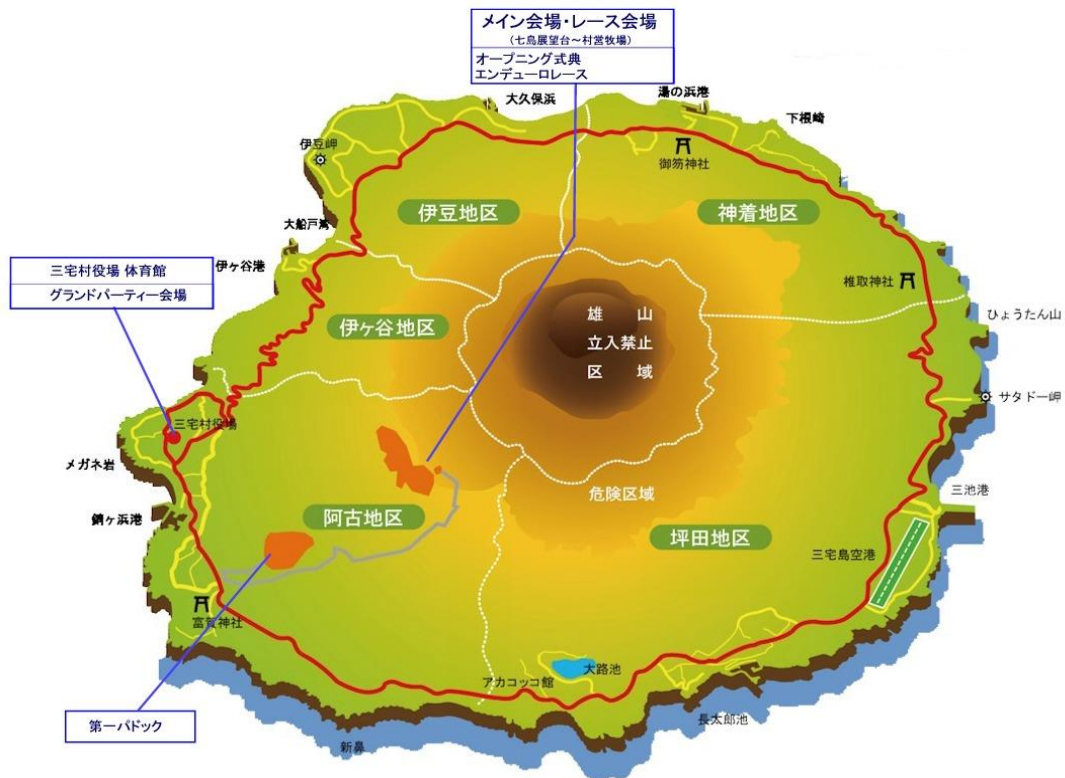 メイン会場・レース会場
(七島展望台～村営牧場)
オープニング式典
エンデューロレース
大久保浜
湯の浜港
下根崎
伊豆岬
御笏神社
伊豆地区
神着地区
大船戸湾
三宅村役場 体育館
グランドパーティー会場
伊ヶ谷港
椎取神社
伊ヶ谷地区
雄 山
立入禁止
区 域
ひょうたん山
サタドー岬
三宅村役場
メガネ岩
危険区域
三池港
錆ヶ浜港
阿古地区
坪田地区
三宅島空港
富賀神社
大路池
アカコッコ館
第一パドック
新鼻
長太郎池